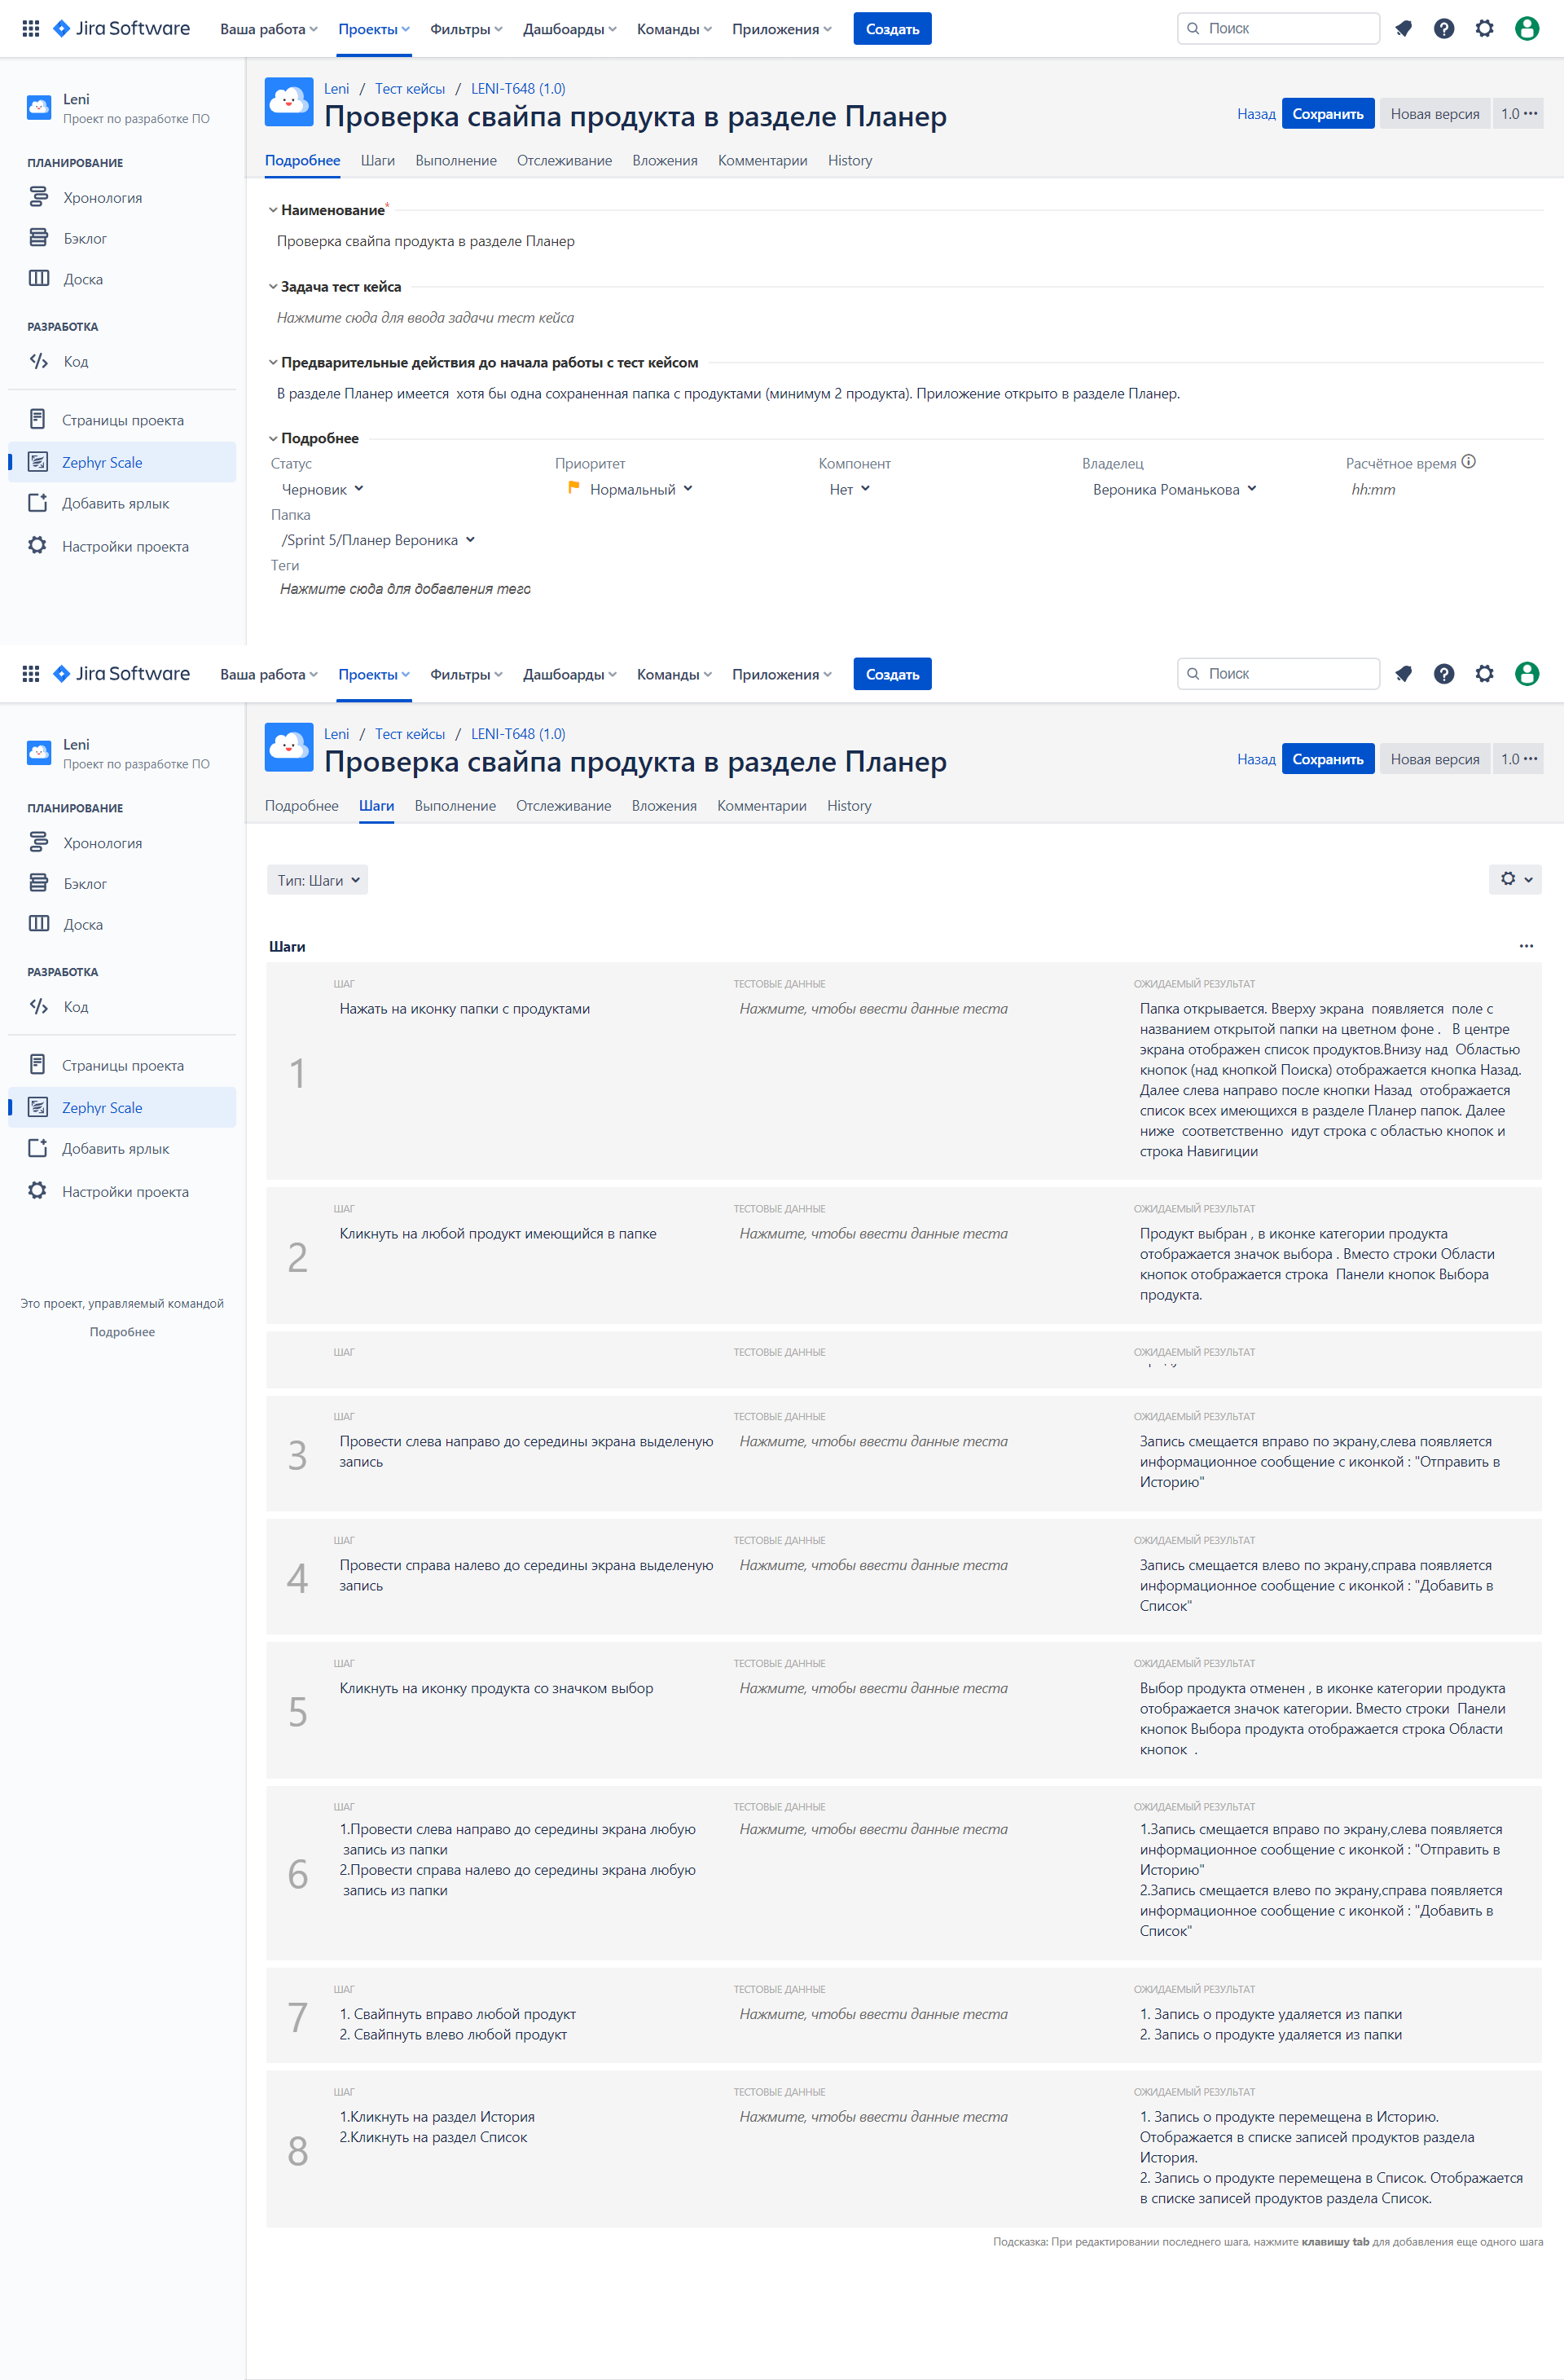 Jira Software Ваша работа Проекты Фильтры Дашбоарды Команды Приложения Создать Поиск
Leni
Проект по разработке ПО
ПЛАНИРОВАНИЕ
Хронология
Бэклог
Доска
РАЗРАБОТКА
Код
Страницы проекта
Zephyr Scale
Добавить ярлык
Настройки проекта
Leni / Тест кейсы / LENI-T648 (1.0)
Проверка свайпа продукта в разделе Планер
Назад Сохранить Новая версия 1.0
Подробнее Шаги Выполнение Отслеживание Вложения Комментарии History
Наименование*
Проверка свайпа продукта в разделе Планер
Задача тест кейса
Нажмите сюда для ввода задачи тест кейса
Предварительные действия до начала работы с тест кейсом
В разделе Планер имеется хотя бы одна сохраненная папка с продуктами (минимум 2 продукта). Приложение открыто в разделе Планер.
Подробнее
Статус Приоритет Компонент Владелец Расчётное время
Черновик Нормальный Нет Вероника Романькова hh:mm
Папка
/Sprint 5/Планер Вероника
Теги
Нажмите сюда для добавления тего
Jira Software Ваша работа Проекты Фильтры Дашбоарды Команды Приложения Создать Поиск
Leni
Проект по разработке ПО
ПЛАНИРОВАНИЕ
Хронология
Бэклог
Доска
РАЗРАБОТКА
Код
Страницы проекта
Zephyr Scale
Добавить ярлык
Настройки проекта
Это проект, управляемый командой
Подробнее
Leni / Тест кейсы / LENI-T648 (1.0)
Проверка свайпа продукта в разделе Планер
Назад Сохранить Новая версия 1.0
Подробнее Шаги Выполнение Отслеживание Вложения Комментарии History
Тип: Шаги
Шаги
ШАГ ТЕСТОВЫЕ ДАННЫЕ ОЖИДАЕМЫЙ РЕЗУЛЬТАТ
1
Нажать на иконку папки с продуктами
Нажмите, чтобы ввести данные теста
Папка открывается. Вверху экрана появляется поле с
названием открытой папки на цветном фоне . В центре
экрана отображен список продуктов.Внизу над Областью
кнопок (над кнопкой Поиска) отображается кнопка Назад.
Далее слева направо после кнопки Назад отображается
список всех имеющихся в разделе Планер папок. Далее
ниже соответственно идут строка с областью кнопок и
строка Навигиции
ШАГ ТЕСТОВЫЕ ДАННЫЕ ОЖИДАЕМЫЙ РЕЗУЛЬТАТ
2
Кликнуть на любой продукт имеющийся в папке
Нажмите, чтобы ввести данные теста
Продукт выбран , в иконке категории продукта
отображается значок выбора . Вместо строки Области
кнопок отображается строка Панели кнопок Выбора
продукта.
ШАГ ТЕСТОВЫЕ ДАННЫЕ ОЖИДАЕМЫЙ РЕЗУЛЬТАТ
ШАГ ТЕСТОВЫЕ ДАННЫЕ ОЖИДАЕМЫЙ РЕЗУЛЬТАТ
3
Провести слева направо до середины экрана выделеную
запись
Нажмите, чтобы ввести данные теста
Запись смещается вправо по экрану,слева появляется
информационное сообщение с иконкой : "Отправить в
Историю"
ШАГ ТЕСТОВЫЕ ДАННЫЕ ОЖИДАЕМЫЙ РЕЗУЛЬТАТ
4
Провести справа налево до середины экрана выделеную
запись
Нажмите, чтобы ввести данные теста
Запись смещается влево по экрану,справа появляется
информационное сообщение с иконкой : "Добавить в
Список"
ШАГ ТЕСТОВЫЕ ДАННЫЕ ОЖИДАЕМЫЙ РЕЗУЛЬТАТ
5
Кликнуть на иконку продукта со значком выбор
Нажмите, чтобы ввести данные теста
Выбор продукта отменен , в иконке категории продукта
отображается значок категории. Вместо строки Панели
кнопок Выбора продукта отображается строка Области
кнопок .
ШАГ ТЕСТОВЫЕ ДАННЫЕ ОЖИДАЕМЫЙ РЕЗУЛЬТАТ
6
1.Провести слева направо до середины экрана любую
запись из папки
2.Провести справа налево до середины экрана любую
запись из папки
Нажмите, чтобы ввести данные теста
1.Запись смещается вправо по экрану,слева появляется
информационное сообщение с иконкой : "Отправить в
Историю"
2.Запись смещается влево по экрану,справа появляется
информационное сообщение с иконкой : "Добавить в
Список"
ШАГ ТЕСТОВЫЕ ДАННЫЕ ОЖИДАЕМЫЙ РЕЗУЛЬТАТ
7
1. Свайпнуть вправо любой продукт
2. Свайпнуть влево любой продукт
Нажмите, чтобы ввести данные теста
1. Запись о продукте удаляется из папки
2. Запись о продукте удаляется из папки
ШАГ ТЕСТОВЫЕ ДАННЫЕ ОЖИДАЕМЫЙ РЕЗУЛЬТАТ
8
1.Кликнуть на раздел История
2.Кликнуть на раздел Список
Нажмите, чтобы ввести данные теста
1. Запись о продукте перемещена в Историю.
Отображается в списке записей продуктов раздела
История.
2. Запись о продукте перемещена в Список. Отображается
в списке записей продуктов раздела Список.
Подсказка: При редактировании последнего шага, нажмите клавишу tab для добавления еще одного шага